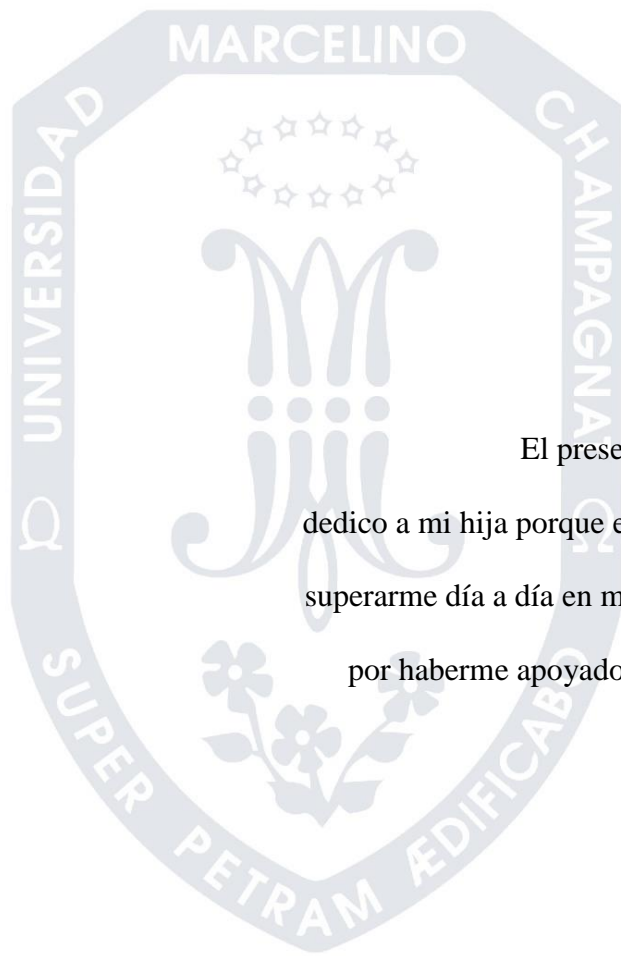 UNIVERSIDAD MARCELINO CHAMPAGNAT
Ω SUPER PETRAM ÆDIFICABO Ω
El prese
dedico a mi hija porque e
superarme día a día en m
por haberme apoyado